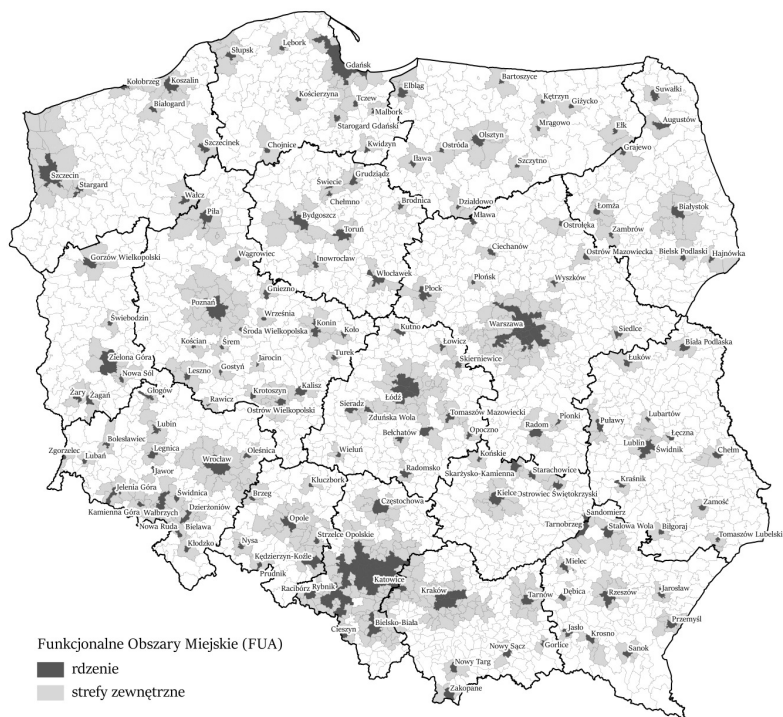 Słupsk
Lębork
Gdańsk
Kołobrzeg
Koszalin
Białogard
Kościerzyna
Tczew
Malbork
Starogard Gdański
Elbląg
Bartoszyce
Kętrzyn
Giżycko
Suwałki
Augustów
Olsztyn
Mrągowo
Ełk
Szczecinek
Chojnice
Kwidzyn
Iława
Ostróda
Szczytno
Grajewo
Szczecin
Stargard
Wałcz
Piła
Świecie
Grudziądz
Chełmno
Brodnica
Działdowo
Mława
Łomża
Białystok
Bydgoszcz
Toruń
Ostrołęka
Zambrów
Gorzów Wielkopolski
Wągrowiec
Inowrocław
Ciechanów
Ostrów Mazowiecka
Bielsk Podlaski
Hajnówka
Włocławek
Płock
Płońsk
Wyszków
Gniezno
Poznań
Września
Świebodzin
Środa Wielkopolska
Konin
Koło
Kutno
Warszawa
Siedlce
Kościan
Śrem
Łowicz
Biała Podlaska
Zielona Góra
Jarocin
Turek
Skierniewice
Łuków
Nowa Sól
Leszno
Gostyń
Żary
Żagań
Głogów
Rawicz
Krotoszyn
Kalisz
Łódź
Ostrów Wielkopolski
Sieradz
Zduńska Wola
Tomaszów Mazowiecki
Pionki
Puławy
Lubartów
Lubin
Bełchatów
Opoczno
Radom
Bolesławiec
Łęczna
Lublin
Świdnik
Zgorzelec
Lubań
Legnica
Wrocław
Oleśnica
Wieluń
Końskie
Chełm
Jawor
Radomsko
Skarżysko-Kamienna
Starachowice
Kraśnik
Jelenia Góra
Świdnica
Brzeg
Kluczbork
Kielce
Ostrowiec Świętokrzyski
Zamość
Kamienna Góra
Wałbrzych
Dzierżoniów
Częstochowa
Sandomierz
Nowa Ruda
Bielawa
Opole
Strzelce Opolskie
Tarnobrzeg
Stalowa Wola
Biłgoraj
Tomaszów Lubelski
Kłodzko
Nysa
Kędzierzyn-Koźle
Prudnik
Mielec
Racibórz
Rybnik
Katowice
Kraków
Tarnów
Dębica
Rzeszów
Jarosław
Cieszyn
Bielsko-Biała
Przemyśl
Nowy Sącz
Gorlice
Jasło
Krosno
Sanok
Nowy Targ
Zakopane
Funkcjonalne Obszary Miejskie (FUA)
rdzenie
strefy zewnętrzne